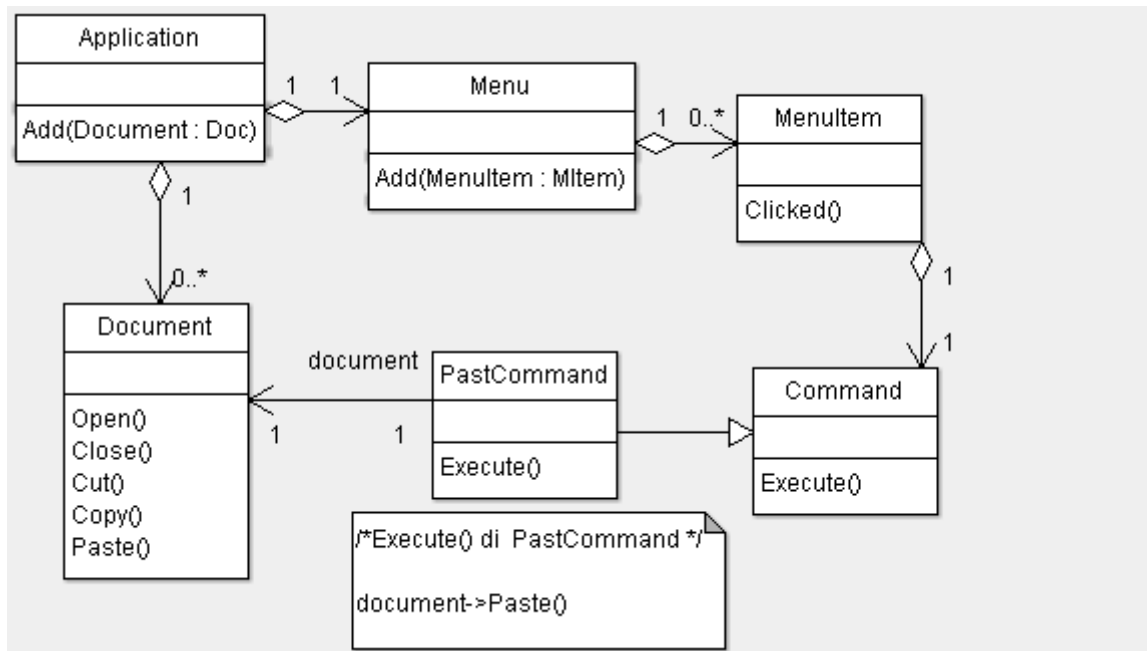 Application
Add(Document : Doc)
1
1
Menu
Add(MenuItem : MItem)
1
0..*
MenuItem
Clicked()
1
0..*
1
1
Document
Open()
Close()
Cut()
Copy()
Paste()
document
1
1
PastCommand
Execute()
Command
Execute()
/*Execute() di PastCommand */
document->Paste()